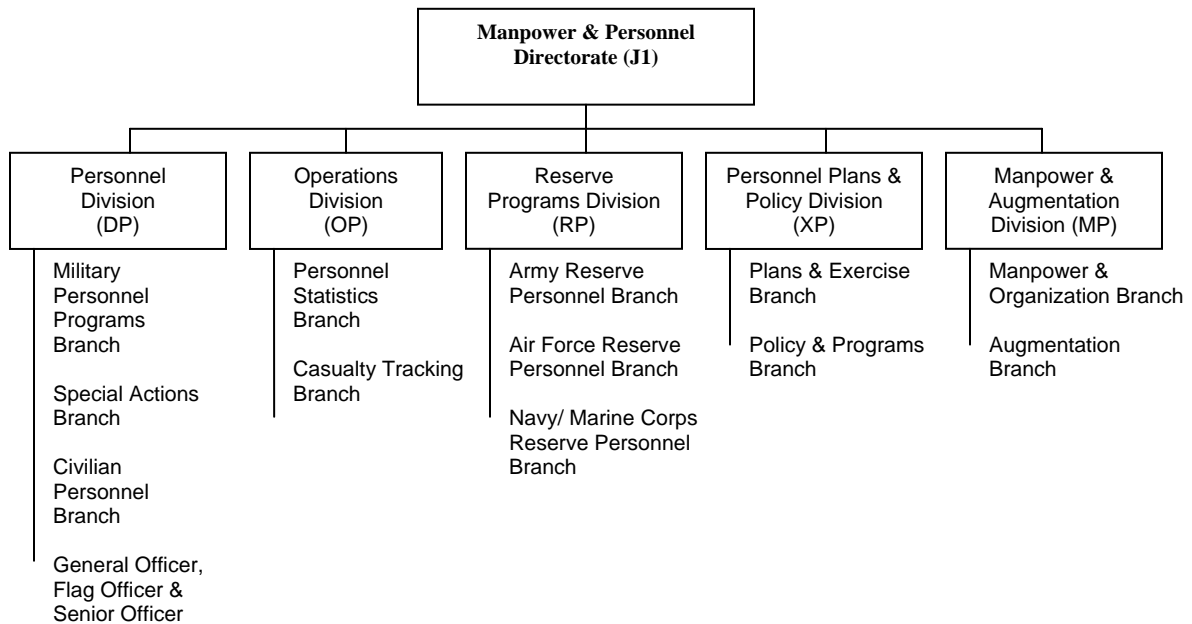 Manpower & Personnel
Directorate (J1)
Personnel
Division
(DP)
Military
Personnel
Programs
Branch
Special Actions
Branch
Civilian
Personnel
Branch
General Officer,
Flag Officer &
Senior Officer
Operations
Division
(OP)
Personnel
Statistics
Branch
Casualty Tracking
Branch
Reserve
Programs Division
(RP)
Army Reserve
Personnel Branch
Air Force Reserve
Personnel Branch
Navy/ Marine Corps
Reserve Personnel
Branch
Personnel Plans &
Policy Division
(XP)
Plans & Exercise
Branch
Policy & Programs
Branch
Manpower &
Augmentation
Division (MP)
Manpower &
Organization Branch
Augmentation
Branch